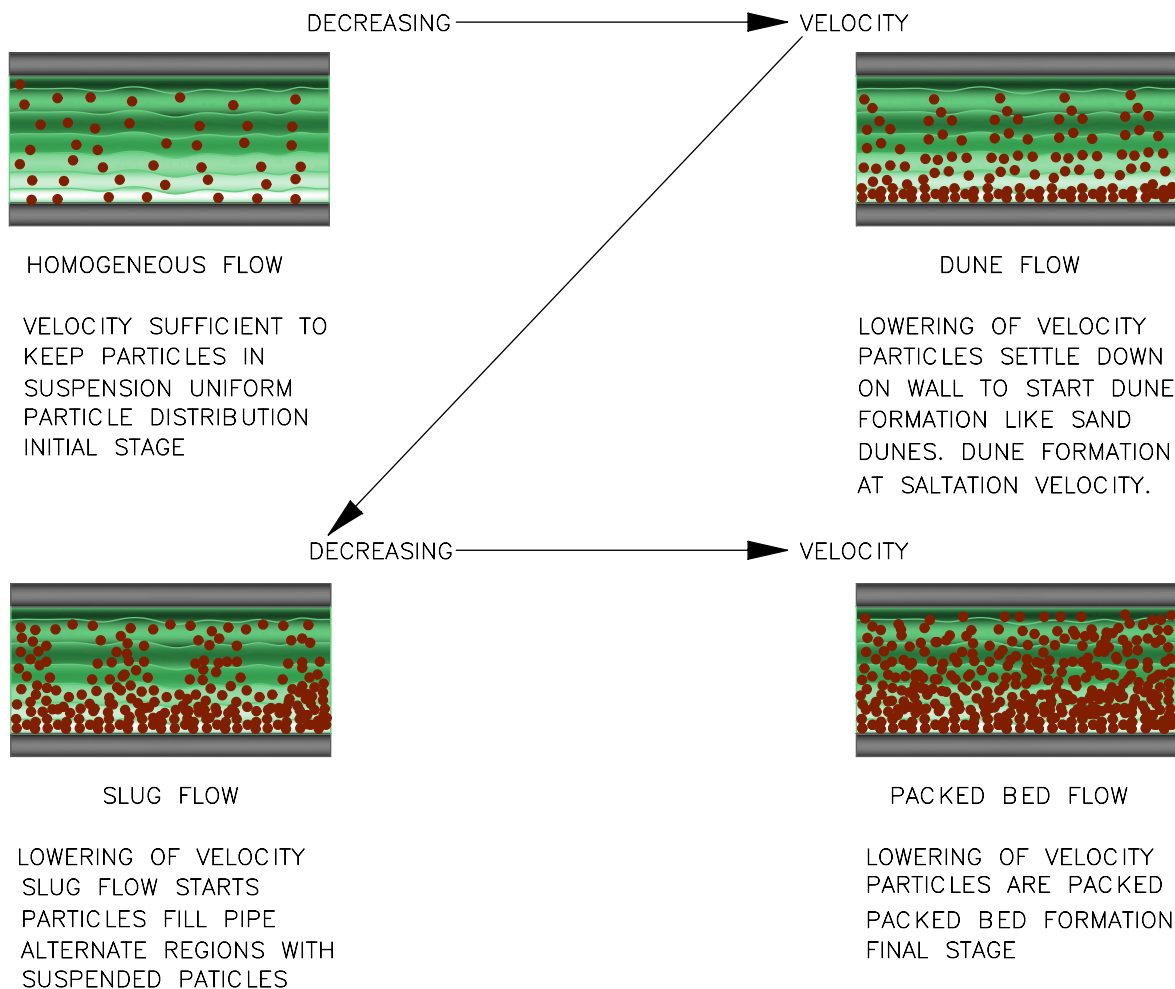 DECREASING VELOCITY
HOMOGENEOUS FLOW
VELOCITY SUFFICIENT TO
KEEP PARTICLES IN
SUSPENSION UNIFORM
PARTICLE DISTRIBUTION
INITIAL STAGE
DUNE FLOW
LOWERING OF VELOCITY
PARTICLES SETTLE DOWN
ON WALL TO START DUNE
FORMATION LIKE SAND
DUNES. DUNE FORMATION
AT SALTATION VELOCITY.
DECREASING VELOCITY
SLUG FLOW
LOWERING OF VELOCITY
SLUG FLOW STARTS
PARTICLES FILL PIPE
ALTERNATE REGIONS WITH
SUSPENDED PATICLES
PACKED BED FLOW
LOWERING OF VELOCITY
PARTICLES ARE PACKED
PACKED BED FORMATION
FINAL STAGE